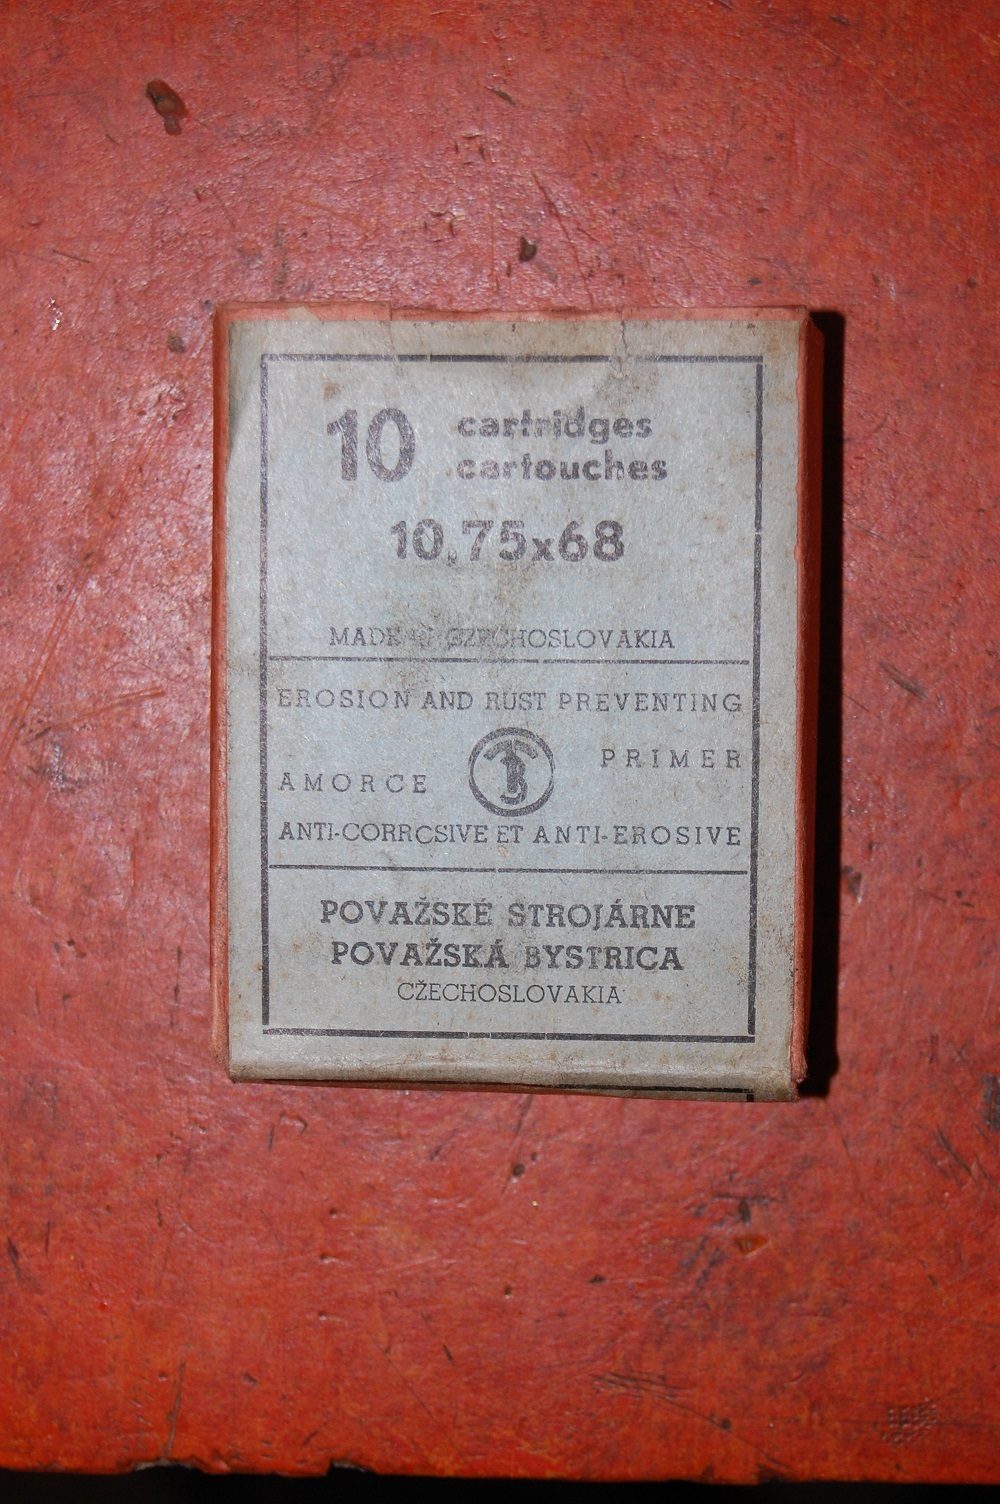 10 cartridges
cartouches
10,75x68
MADE IN CZECHOSLOVAKIA
EROSION AND RUST PREVENTING
PRIMER
AMORCE
ANTI-CORROSIVE ET ANTI-EROSIVE
POVAŽSKÉ STROJÁRNE
POVAŽSKÁ BYSTRICA
CŽECHOSLOVAKIA